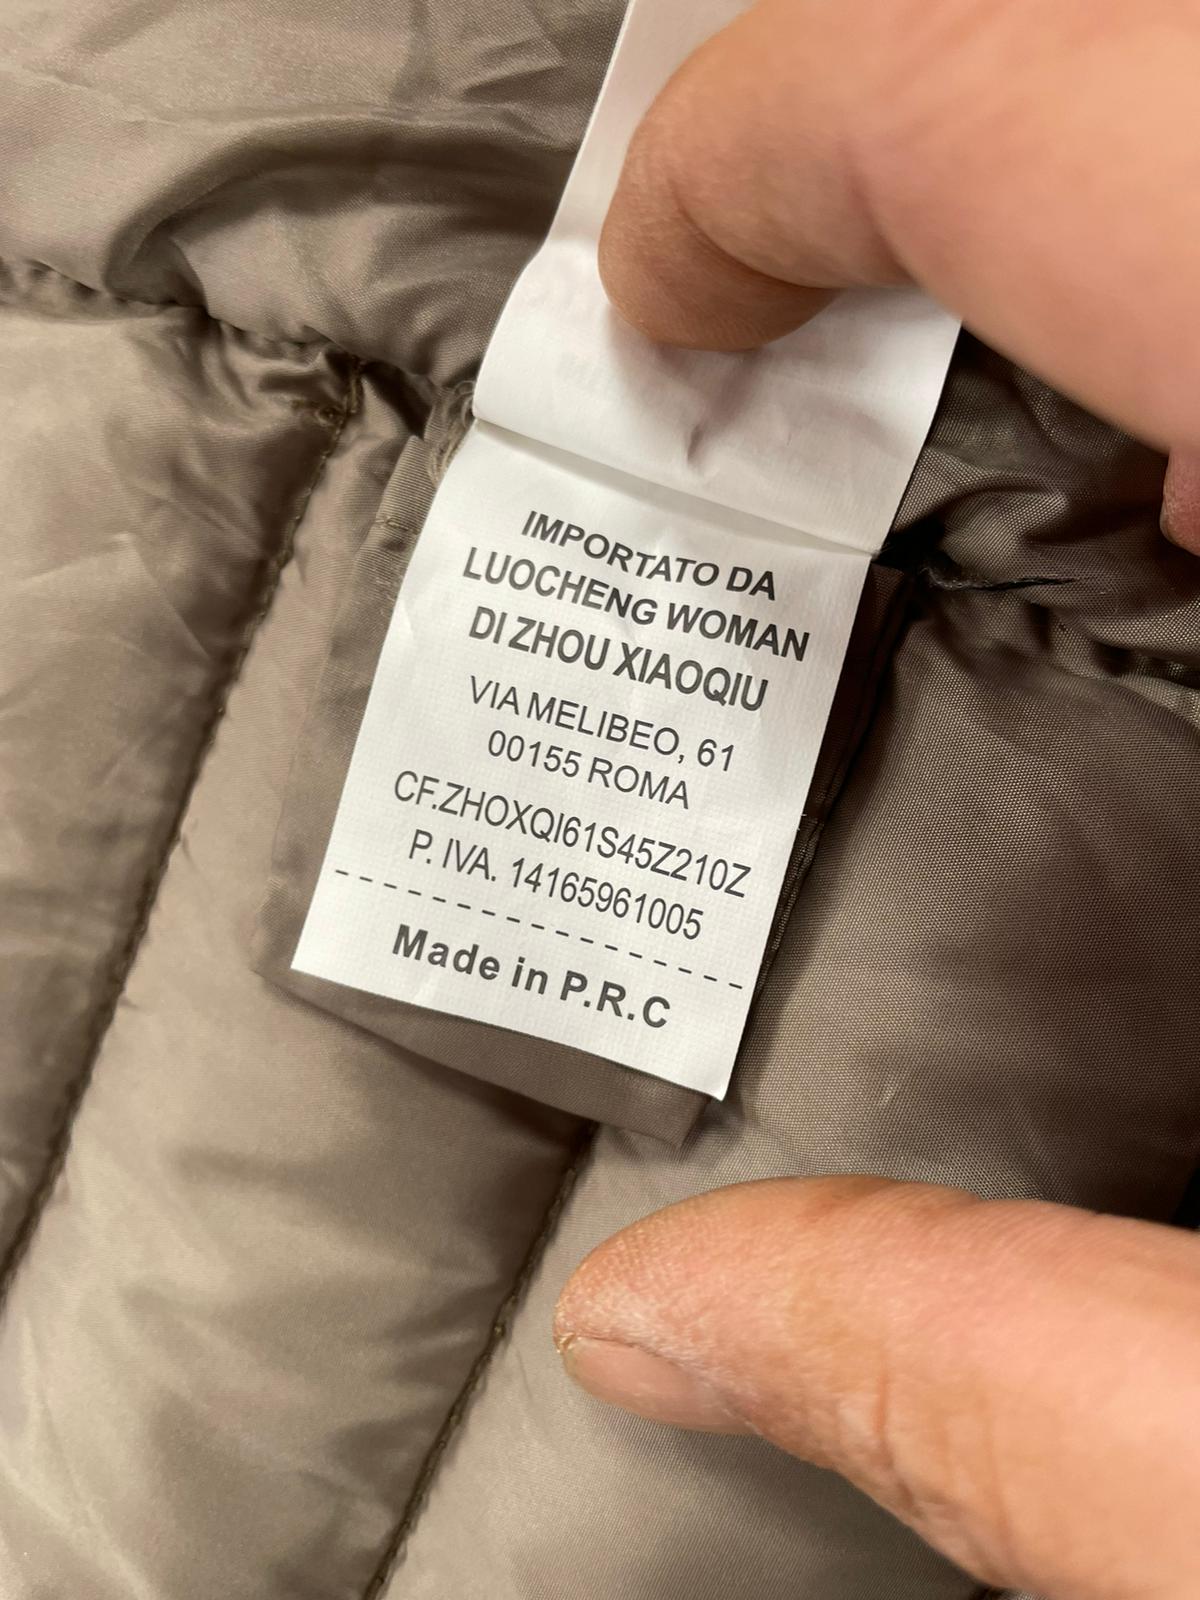 IMPORTATO DA
LUOCHENG WOMAN
DI ZHOU XIAOQIU
VIA MELIBEO, 61
00155 ROMA
CF.ZHOXQI61S45Z210Z
P. IVA. 14165961005
Made in P.R.C